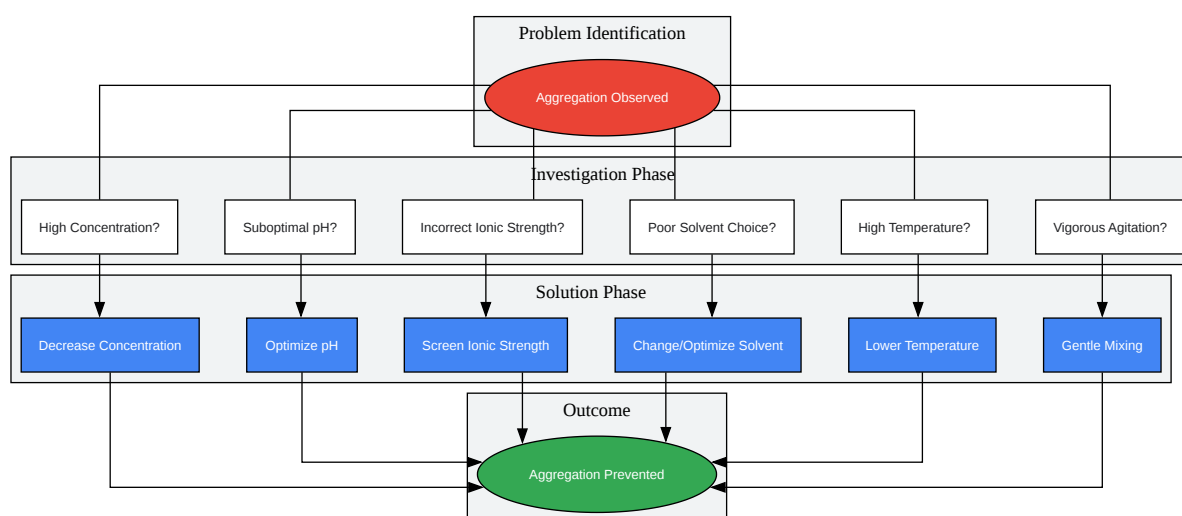 Problem Identification
Aggregation Observed
Investigation Phase
High Concentration?
Suboptimal pH?
Incorrect Ionic Strength?
Poor Solvent Choice?
High Temperature?
Vigorous Agitation?
Solution Phase
Decrease Concentration
Optimize pH
Screen Ionic Strength
Change/Optimize Solvent
Lower Temperature
Gentle Mixing
Outcome
Aggregation Prevented